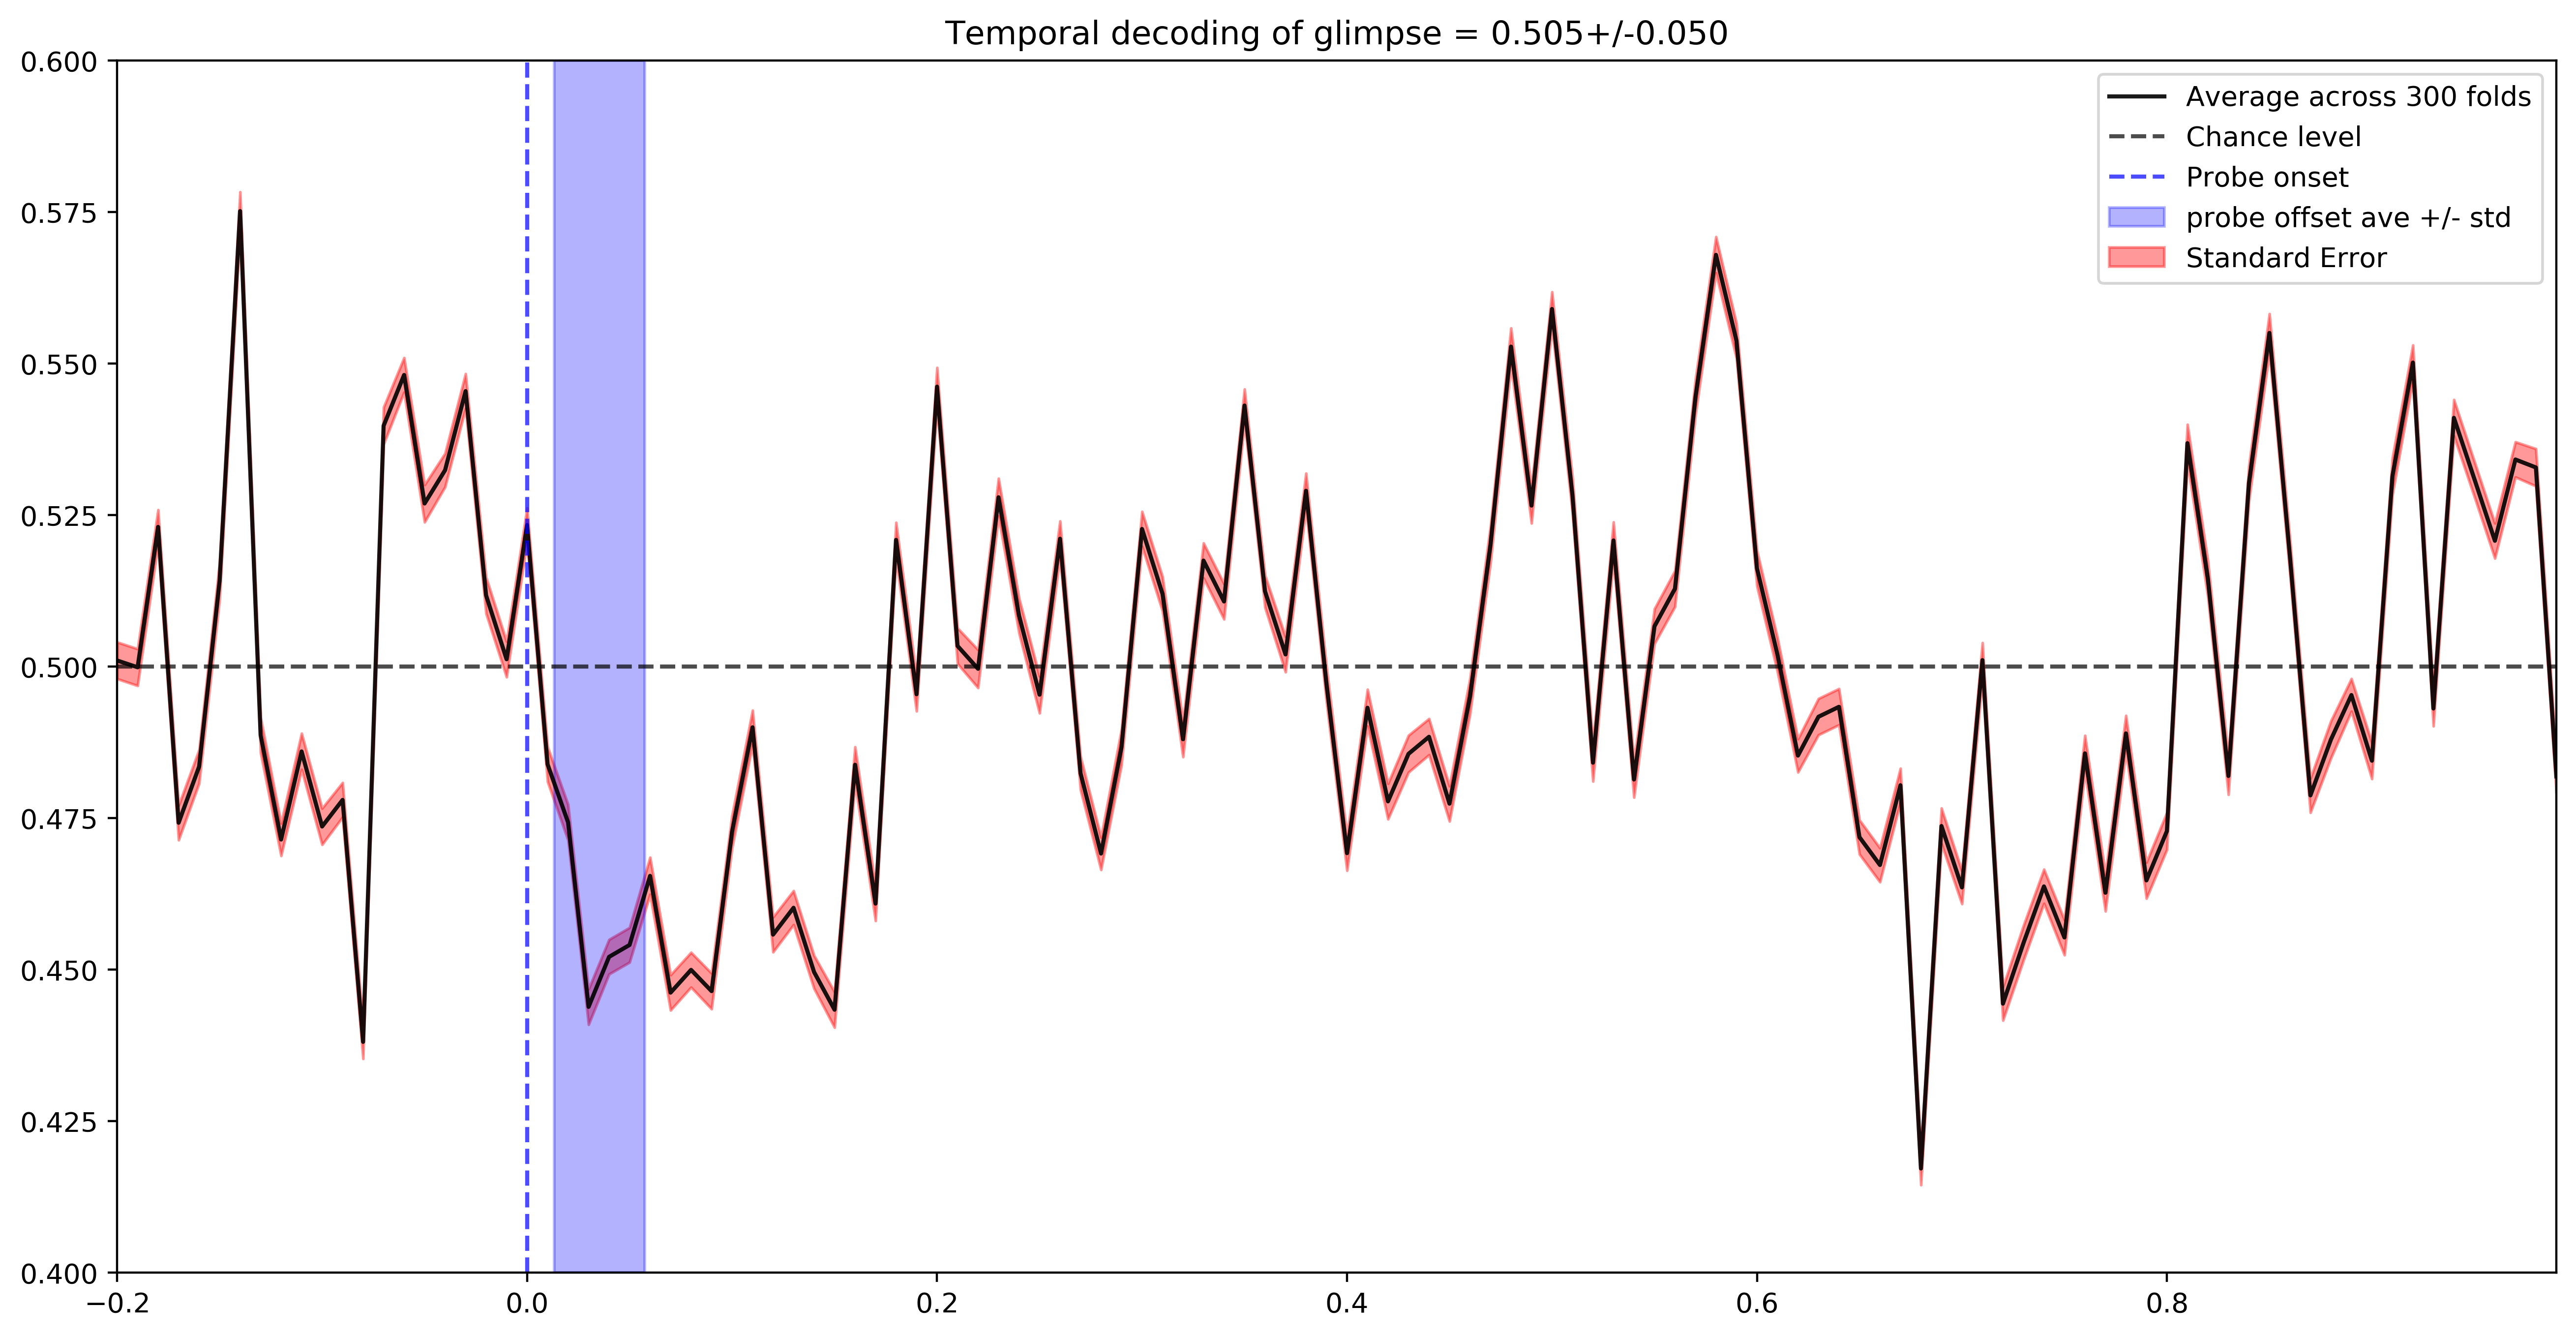 Temporal decoding of glimpse = 0.505+/-0.050
0.600
0.575
0.550
0.525
0.500
0.475
0.450
0.425
0.400
Average across 300 folds
Chance level
Probe onset
probe offset ave +/- std
Standard Error
−0.2
0.0
0.2
0.4
0.6
0.8